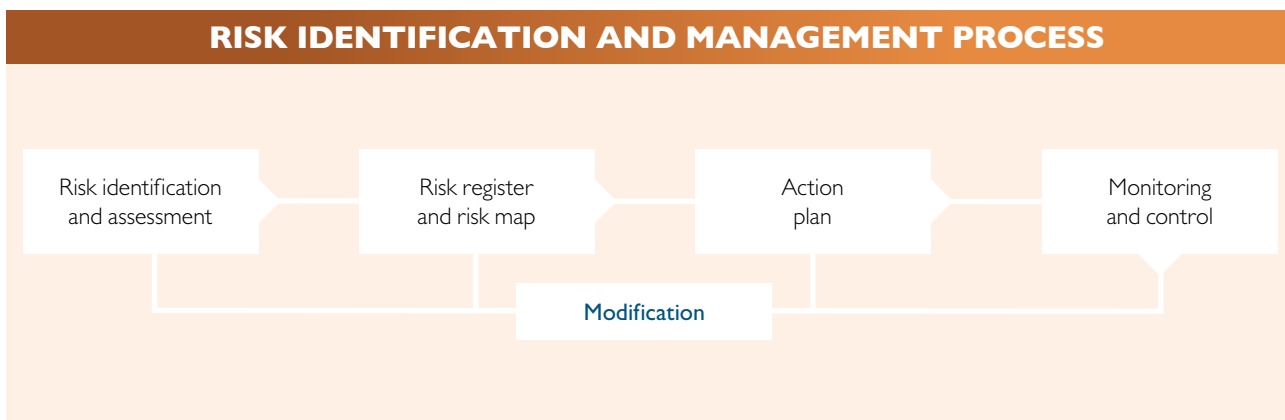 RISK IDENTIFICATION AND MANAGEMENT PROCESS
Risk identification
and assessment
Risk register
and risk map
Action
plan
Monitoring
and control
Modification